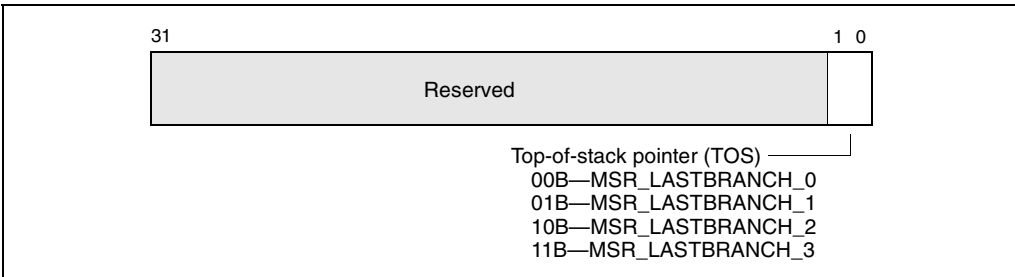 31 1 0
Reserved
Top-of-stack pointer (TOS)
00B—MSR_LASTBRANCH_0
01B—MSR_LASTBRANCH_1
10B—MSR_LASTBRANCH_2
11B—MSR_LASTBRANCH_3